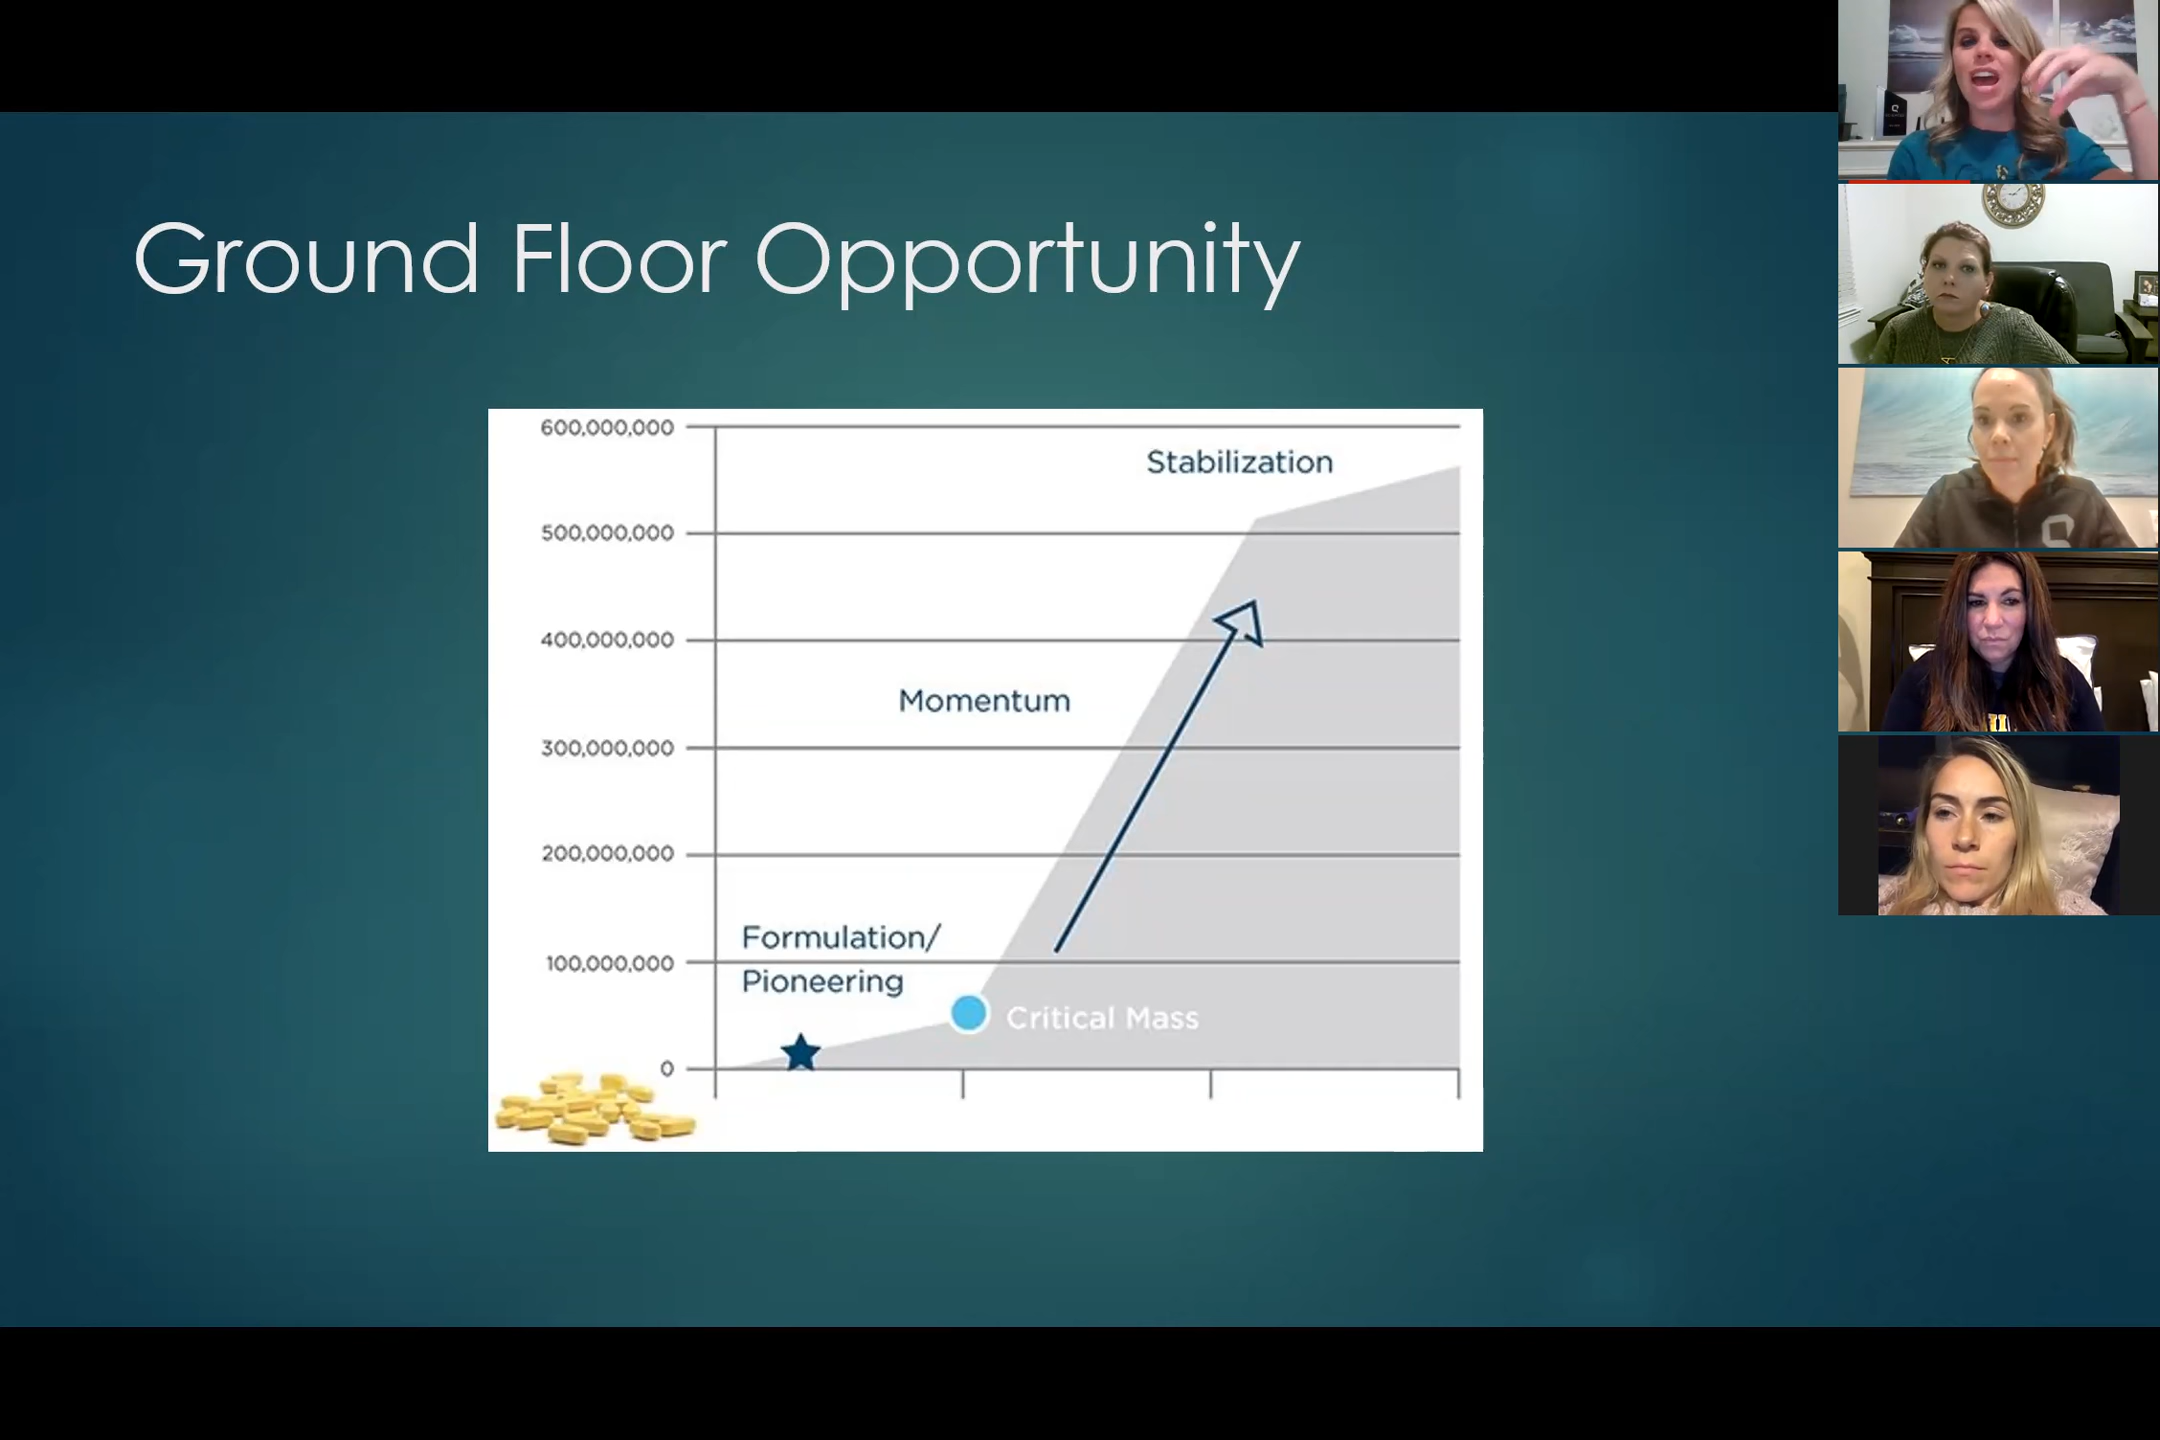 Ground Floor Opportunity
600,000,000
Stabilization
500,000,000
400,000,000
Momentum
300,000,000
200,000,000
Formulation/
Pioneering
100,000,000
Critical Mass
0